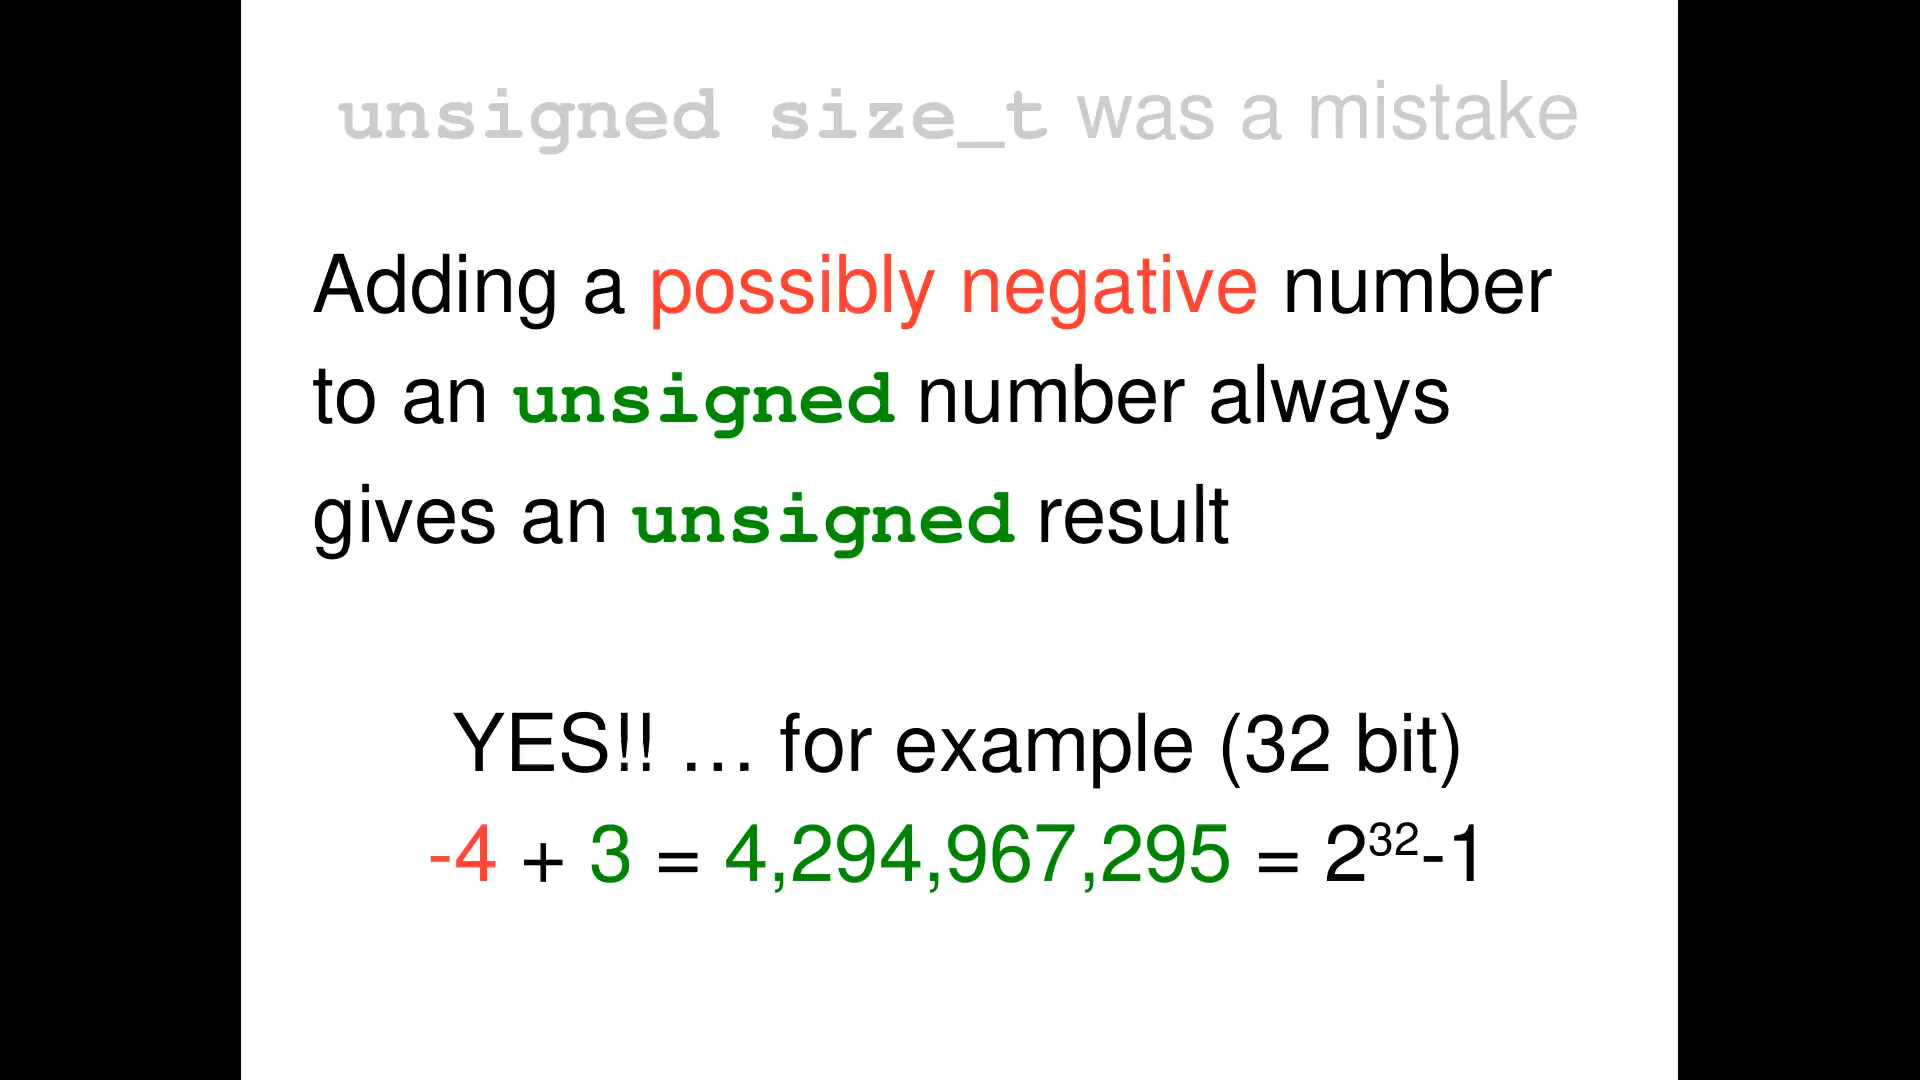 unsigned size_t was a mistake
Adding a possibly negative number
to an unsigned number always
gives an unsigned result
YES!! … for example (32 bit)
-4 + 3 = 4,294,967,295 = 2³²-1